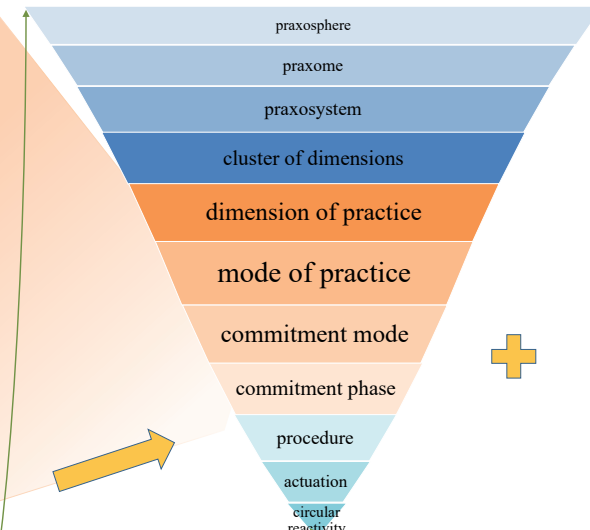 praxosphere
praxome
praxosystem
cluster of dimensions
dimension of practice
mode of practice
commitment mode
commitment phase
procedure
actuation
circular
reactivity